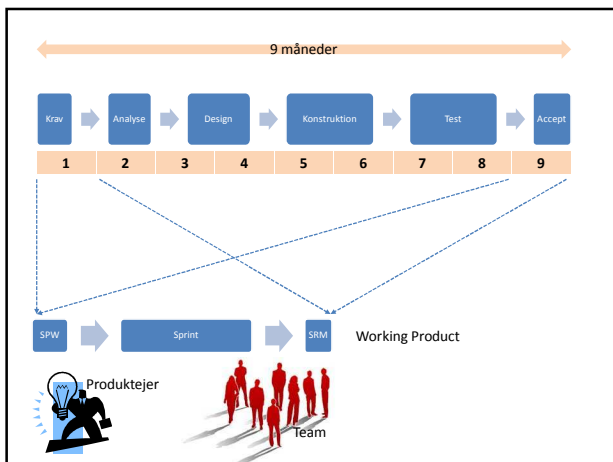 9 måneder
Krav Analyse Design Konstruktion Test Accept
1 2 3 4 5 6 7 8 9
SPW Sprint SRM Working Product
Produktejer
Team